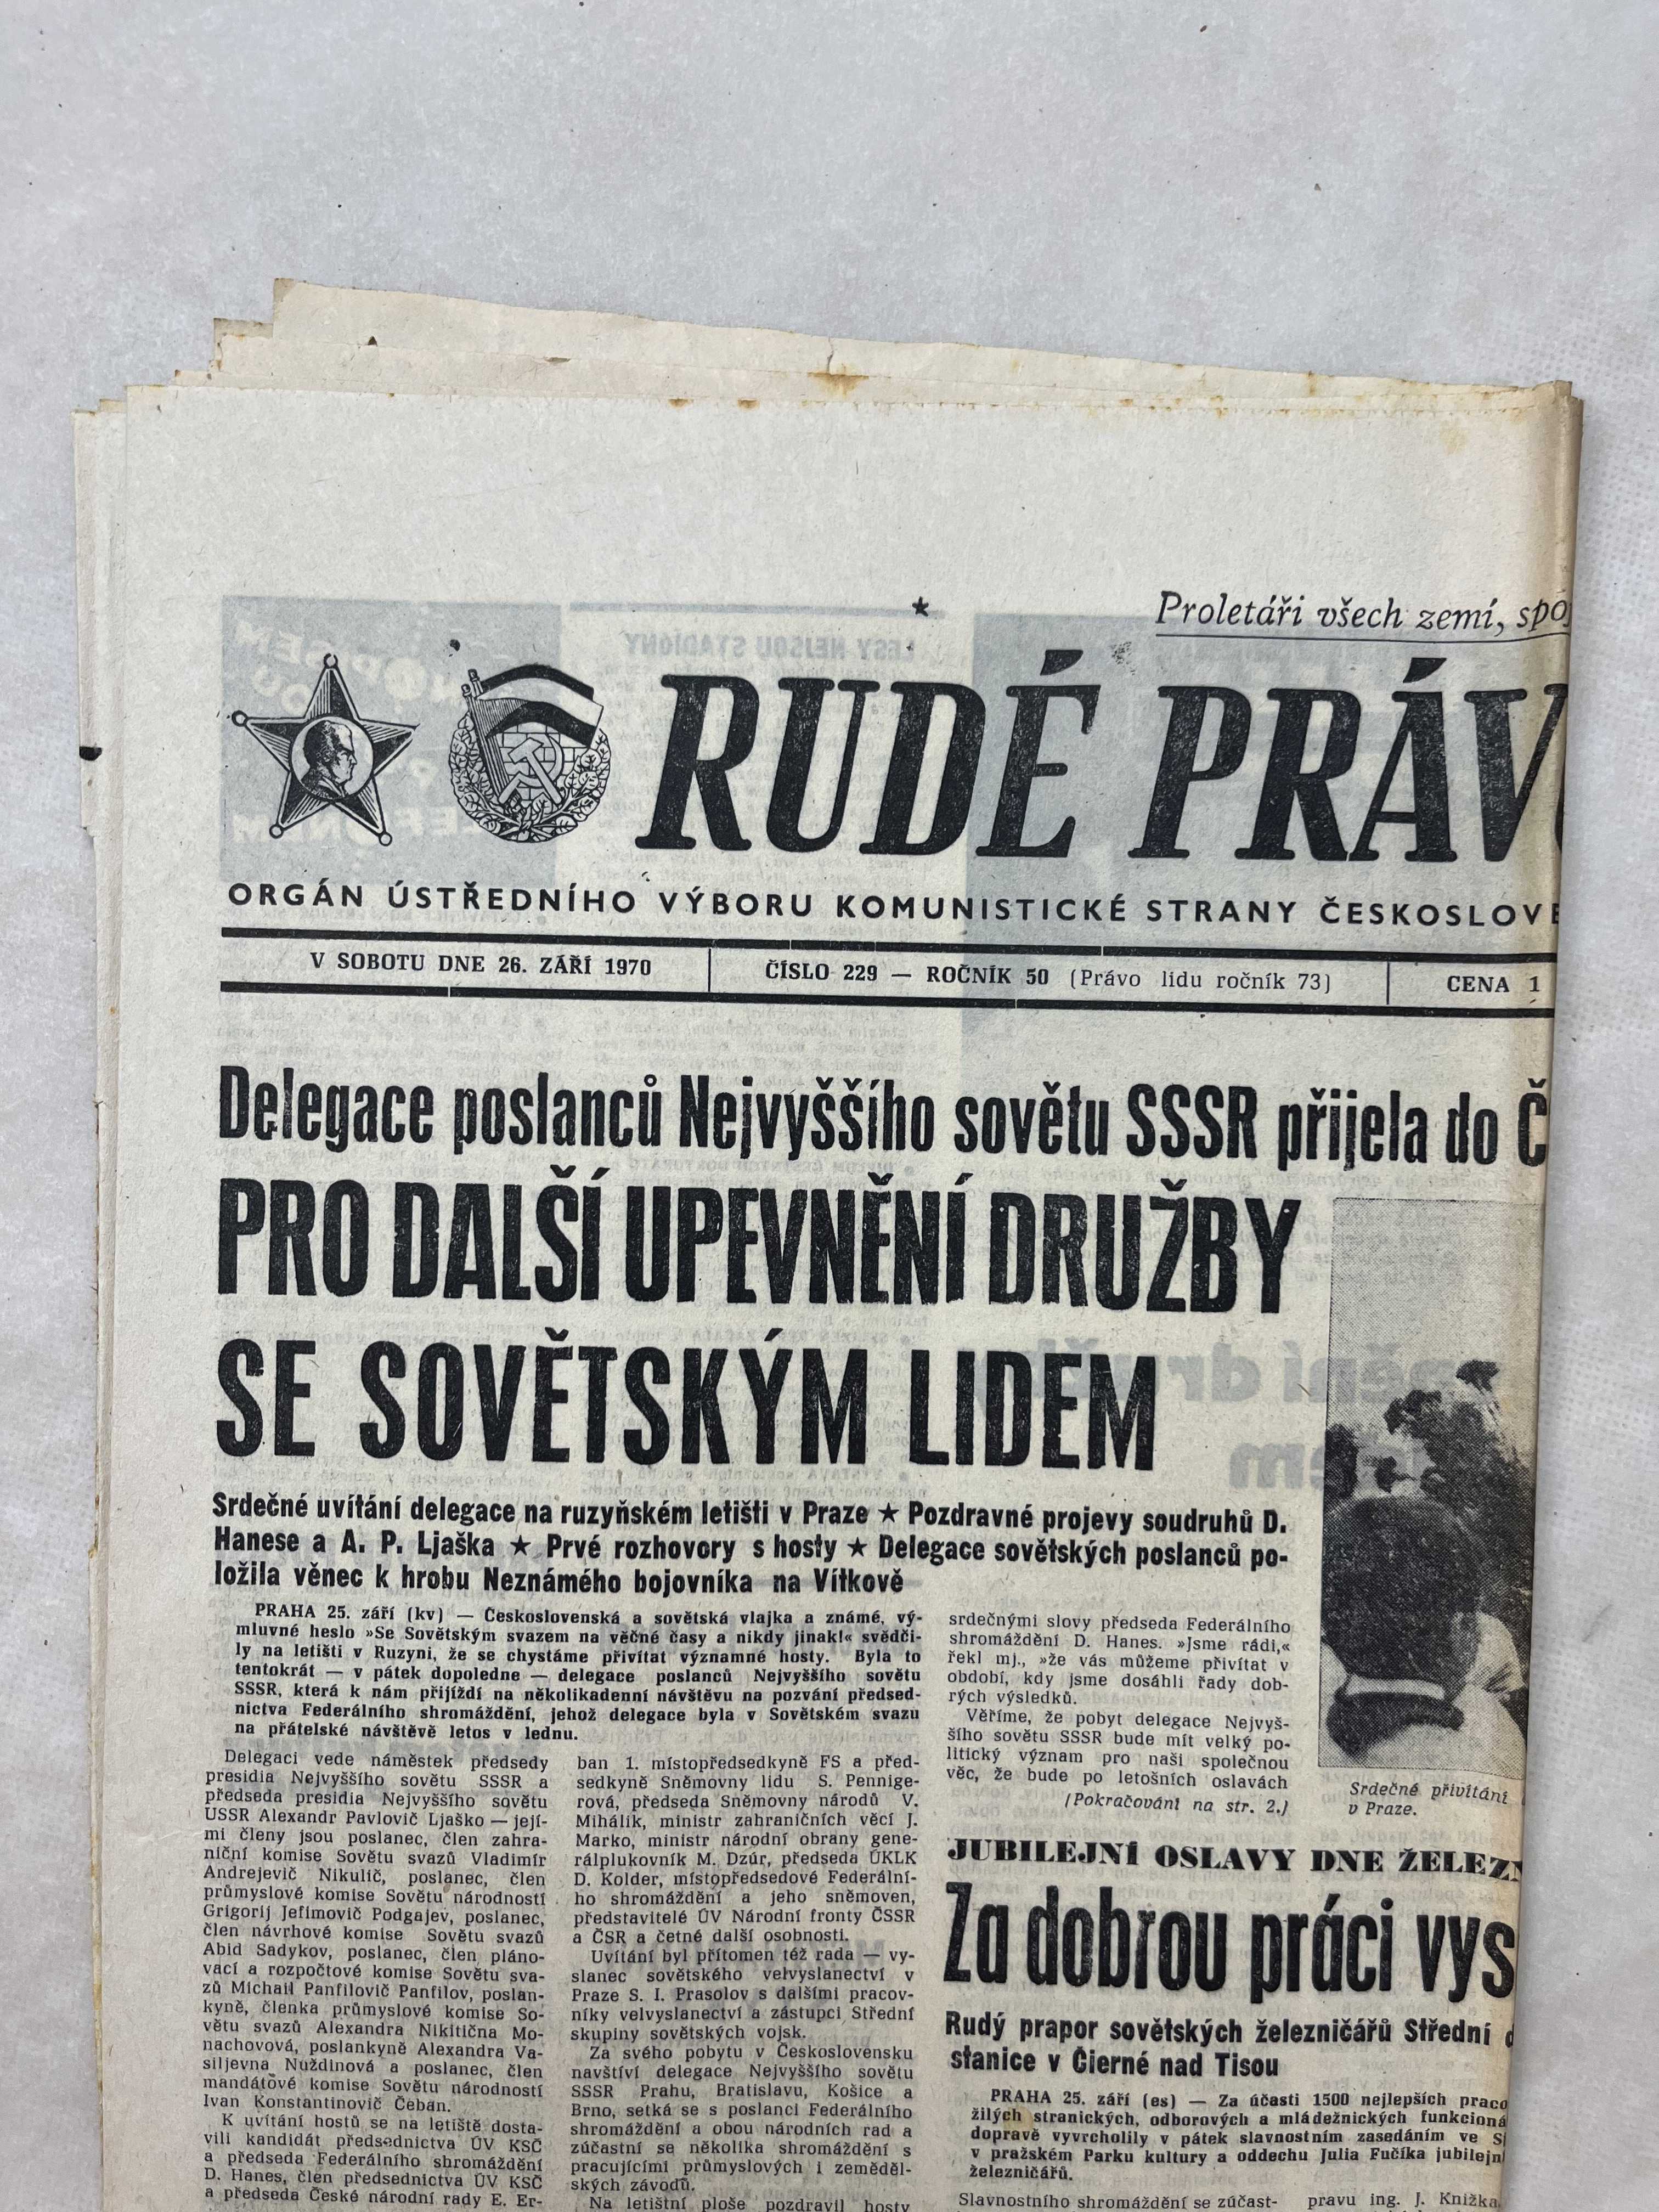 Proletáři všech zemí,
RUDÉ
ORGÁN ÚSTŘEDNÍHO VÝBORU KOMUNISTICKÉ STRANY
V SOBOTU DNE 26. ZÁŘÍ 1970
ČÍSLO 229 — ROČNÍK 50 (Právo lidu ročník 73)
CENA 1
Delegace poslanců Nejvyššího sovětu SSSR přijela do
PRO DALŠÍ UPEVNĚNÍ DRUŽBY
SE SOVĚTSKÝM LIDEM
Srdečné uvítání delegace na ruzyňském letišti v Praze ★ Pozdravné projevy soudruhů D.
Hanese a A. P. Ljaška ★ Prvé rozhovory s hosty ★ Delegace sovětských poslanců po-
ložila věnec k hrobu Neznámého bojovníka na Vítkově
PRAHA 25. září (kv) — Československá a sovětská vlajka a známé, vý-
mluvné heslo »Se Sovětským svazem na věčné časy a nikdy jinak!« svědči-
ly na letišti v Ruzyni, že se chystáme přivítat významné hosty. Byla to
tentokrát — v pátek dopoledne — delegace poslanců Nejvyššího sovětu
SSSR, která k nám přijíždí na několikadenní návštěvu na pozvání předsed-
nictva Federálního shromáždění, jehož delegace byla v Sovětském svazu
na přátelské návštěvě letos v lednu.
Delegaci vede náměstek předsedy
presidia Nejvyššího sovětu SSSR a
předseda presidia Nejvyššího sovětu
USSR Alexandr Pavlovič Ljaško — její-
mi členy jsou poslanec, člen zahra-
niční komise Sovětu svazů Vladimír
Andrejevič Nikulič, poslanec, člen
průmyslové komise Sovětu národností
Grigorij Jefimovič Podgajev, poslanec,
člen návrhové komise Sovětu svazů
Abid Sadykov, poslanec, člen pláno-
vací a rozpočtové komise Sovětu sva-
zů Michail Panfilovič Panfilov, poslan-
kyně, členka průmyslové komise So-
větu svazů Alexandra Nikitična Mo-
nachovová, poslankyně Alexandra Va-
siljevna Nuždinová a poslanec, člen
mandátové komise Sovětu národností
Ivan Konstantinovič Čeban.
K uvítání hostů se na letiště dosta-
vili kandidát předsednictva ÚV KSČ
a předseda Federálního shromáždění
D. Hanes, člen předsednictva ÚV KSČ
a předseda České národní rady E. Er-
ban 1. místopředsedkyně FS a před-
sedkyně Sněmovny lidu S. Pennige-
rová, předseda Sněmovny národů V.
Mihálik, ministr zahraničních věcí J.
Marko, ministr národní obrany gene-
rálplukovník M. Dzúr, předseda ÚKLK
D. Kolder, místopředsedové Federální-
ho shromáždění a jeho sněmoven,
představitelé ÚV Národní fronty ČSSR
a ČSR a četné další osobnosti.
Uvítání byl přítomen též rada — vy-
slanec sovětského velvyslanectví v
Praze S. I. Prasolov s dalšími pracov-
níky velvyslanectví a zástupci Střední
skupiny sovětských vojsk.
Za svého pobytu v Československu
navštíví delegace Nejvyššího sovětu
SSSR Prahu, Bratislavu, Košice a
Brno, setká se s poslanci Federálního
shromáždění a obou národních rad a
zúčastní se několika shromáždění s
pracujícími průmyslových i zeměděl-
ských závodů.
Na letištní ploše pozdravil hosty
srdečnými slovy předseda Federálního
shromáždění D. Hanes. »Jsme rádi,«
řekl mj., »že vás můžeme přivítat v
období, kdy jsme dosáhli řady dob-
rých výsledků.
Věříme, že pobyt delegace Nejvyš-
šího sovětu SSSR bude mít velký po-
litický význam pro naši společnou
věc, že bude po letošních oslavách
(Pokračování na str. 2.)
Srdečné přivítání
v Praze.
JUBILEJNÍ OSLAVY DNE
Za dobrou práci
Rudý prapor sovětských železničářů Střední
stanice v Čierné nad Tisou
PRAHA 25. září (es) — Za účasti 1500 nejlepších
žilých stranických, odborových a mládežnických
dopravě vyvrcholily v pátek slavnostním zasedáním ve
v pražském Parku kultury a oddechu Julia Fučíka
železničářů.
Slavnostního shromáždění se zúčast-
pravu ing. J. Knížka,